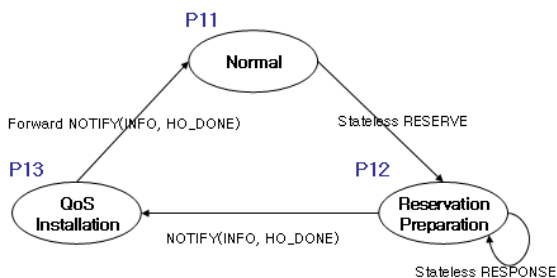 P11
Normal
Forward NOTIFY(INFO, HO_DONE)
Stateless RESERVE
P13
P12
QoS
Installation
Reservation
Preparation
NOTIFY(INFO, HO_DONE)
Stateless RESPONSE